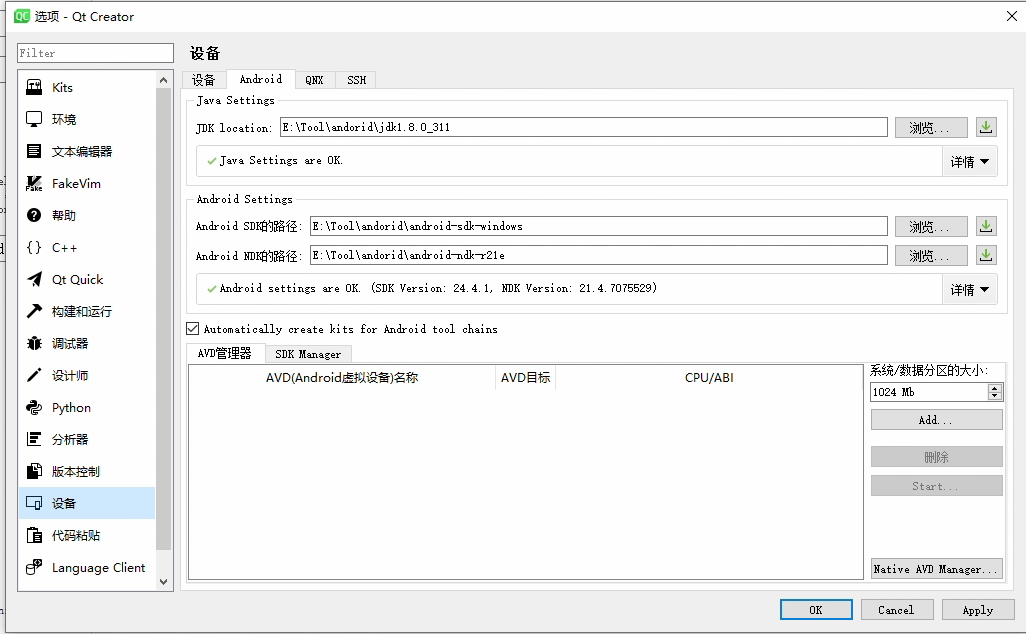 选项 - Qt Creator
Filter
设备
Kits
环境
文本编辑器
FakeVim
帮助
C++
Qt Quick
构建和运行
调试器
设计师
Python
分析器
版本控制
设备
代码粘贴
Language Client
设备 Android QNX SSH
Java Settings
JDK location: E:\Tool\andorid\jdk1.8.0_311 浏览...
Java Settings are OK. 详情
Android Settings
Android SDK的路径: E:\Tool\andorid\android-sdk-windows 浏览...
Android NDK的路径: E:\Tool\andorid\android-ndk-r21e 浏览...
Android settings are OK. (SDK Version: 24.4.1, NDK Version: 21.4.7075529) 详情
Automatically create kits for Android tool chains
AVD管理器 SDK Manager
AVD(Android虚拟设备)名称 AVD目标 CPU/ABI
系统/数据分区的大小:
1024 Mb
Add...
删除
Start...
Native AVD Manager...
OK Cancel Apply